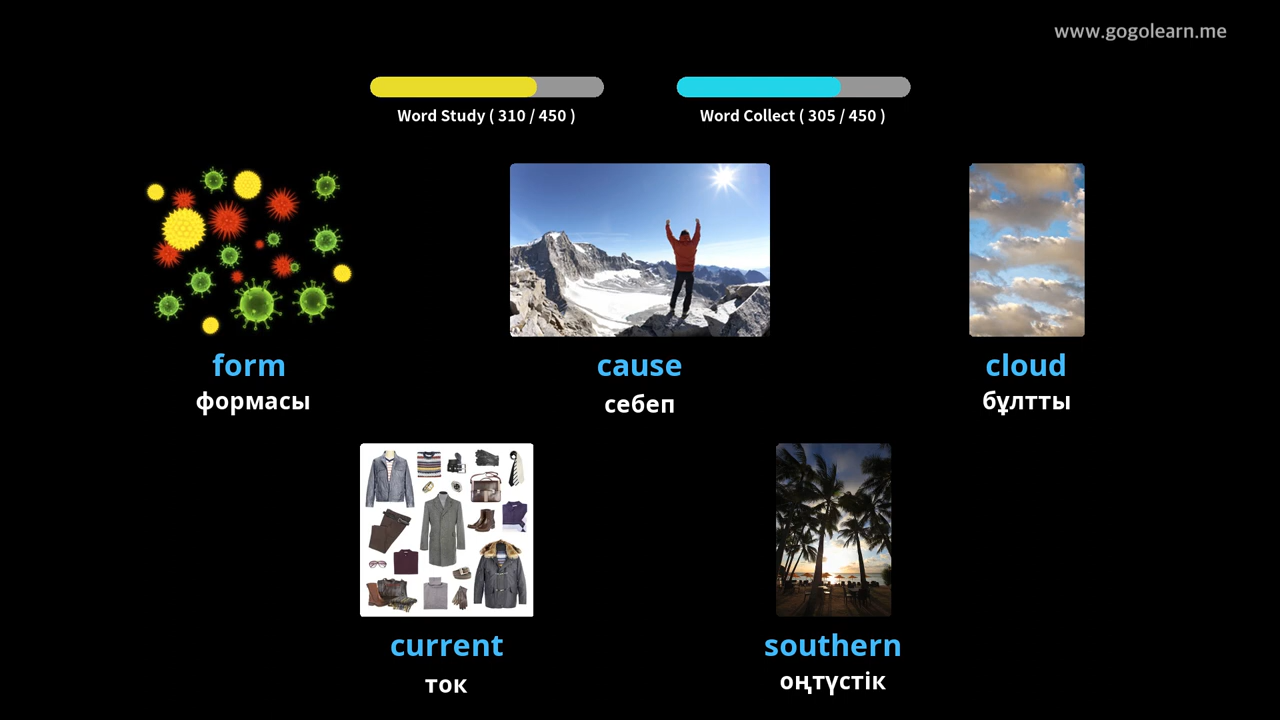 www.gogolearn.me
Word Study ( 310 / 450 )
Word Collect ( 305 / 450 )
form
формасы
cause
себеп
cloud
бұлтты
current
ток
southern
оңтүстік